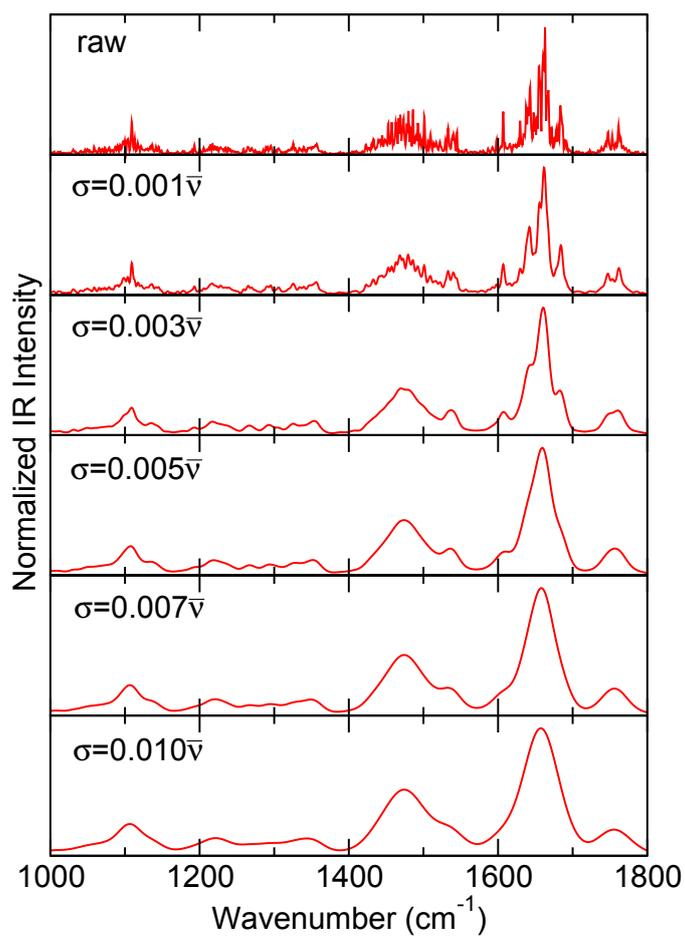 raw
σ=0.001ν̅
σ=0.003ν̅
σ=0.005ν̅
σ=0.007ν̅
σ=0.010ν̅
Normalized IR Intensity
1000 1200 1400 1600 1800
Wavenumber (cm⁻¹)